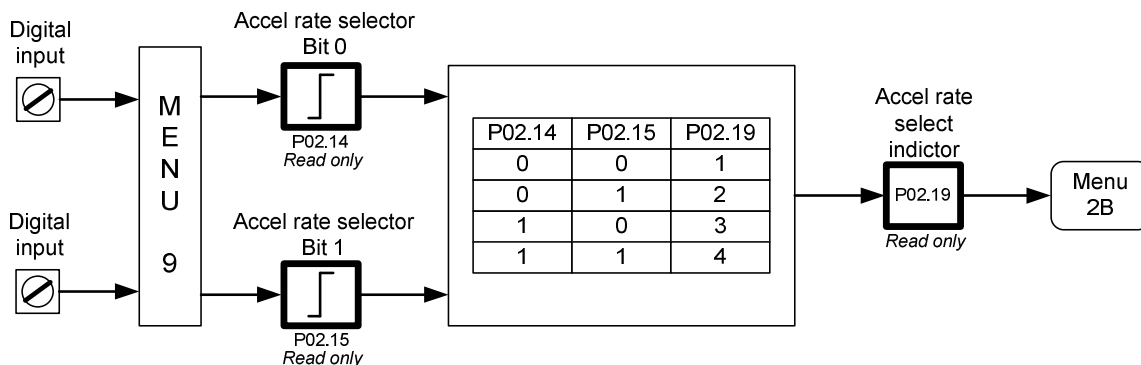 Digital
input
MENU 9
Accel rate selector
Bit 0
P02.14
Read only
Digital
input
Accel rate selector
Bit 1
P02.15
Read only
P02.14 P02.15 P02.19
0 0 1
0 1 2
1 0 3
1 1 4
Accel rate
select
indictor
P02.19
Read only
Menu
2B